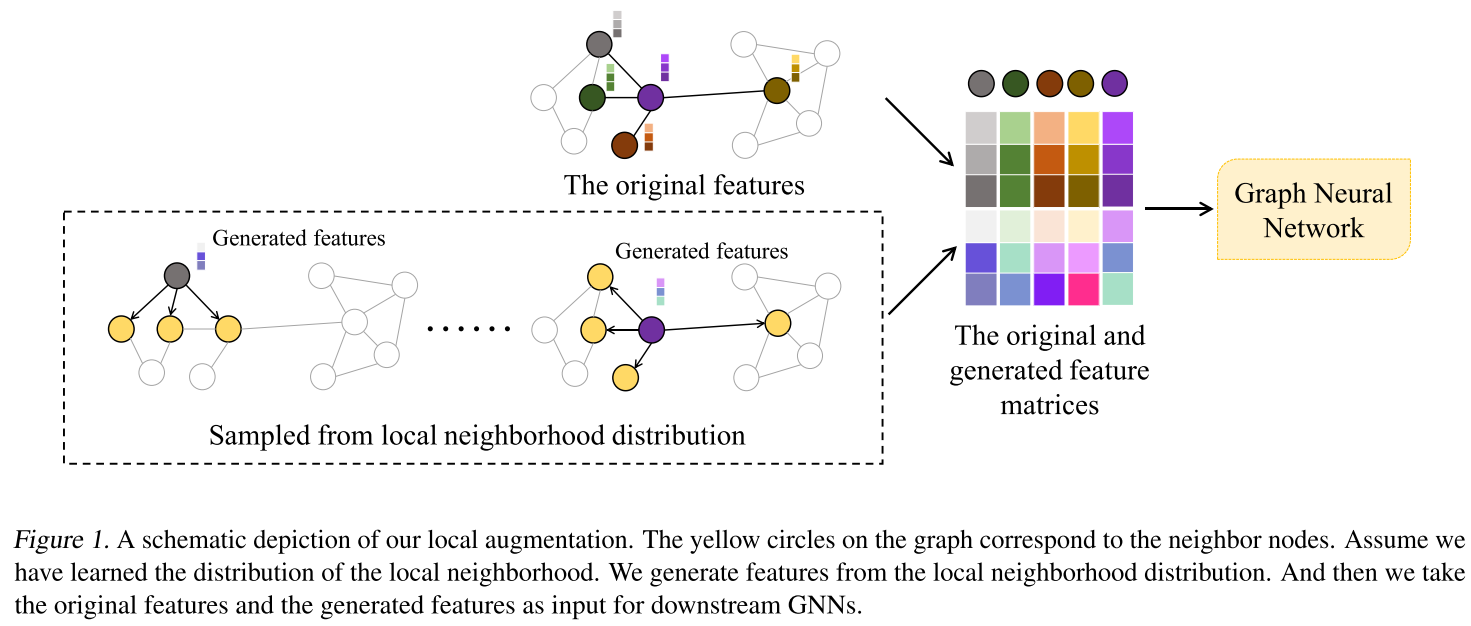 The original features
Generated features
Generated features
· · · · · ·
Sampled from local neighborhood distribution
The original and
generated feature
matrices
Graph Neural
Network
Figure 1. A schematic depiction of our local augmentation. The yellow circles on the graph correspond to the neighbor nodes. Assume we
have learned the distribution of the local neighborhood. We generate features from the local neighborhood distribution. And then we take
the original features and the generated features as input for downstream GNNs.